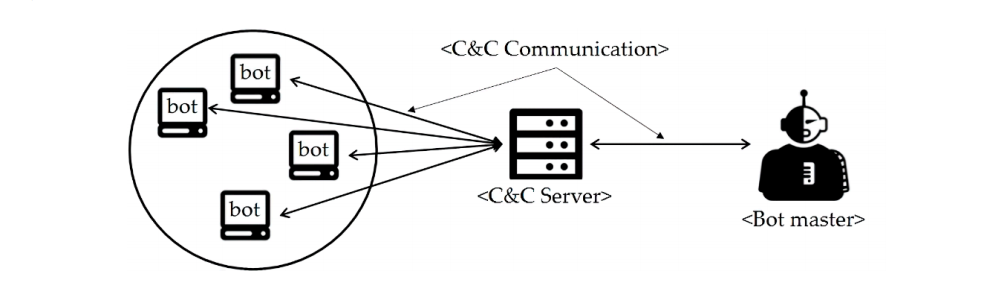 <C&C Communication>
bot
bot
bot
bot
<C&C Server>
<Bot master>